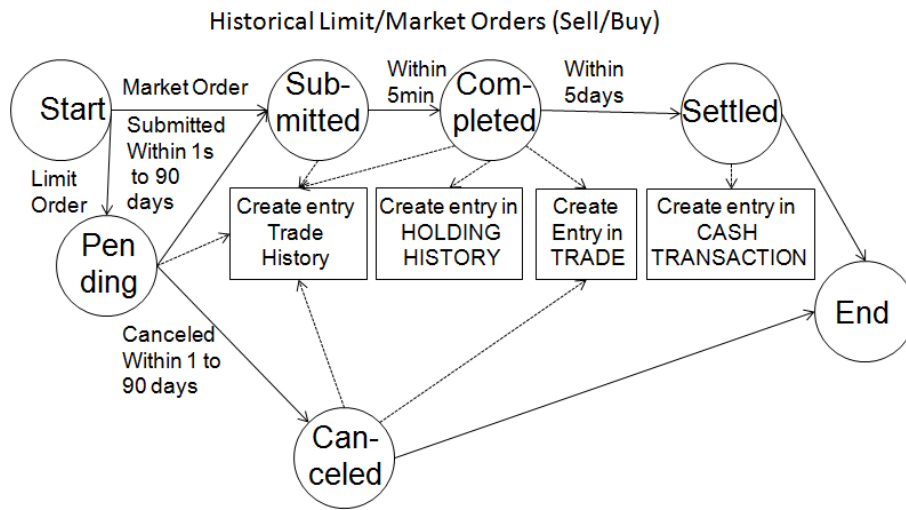 Historical Limit/Market Orders (Sell/Buy)
Start
Market Order
Sub-
mitted
Within
5min
Com-
pleted
Within
5days
Settled
Submitted
Within 1s
to 90
days
Limit
Order
Pen
ding
Create entry
Trade
History
Create entry in
HOLDING
HISTORY
Create
Entry in
TRADE
Create entry in
CASH
TRANSACTION
End
Canceled
Within 1 to
90 days
Can-
celed